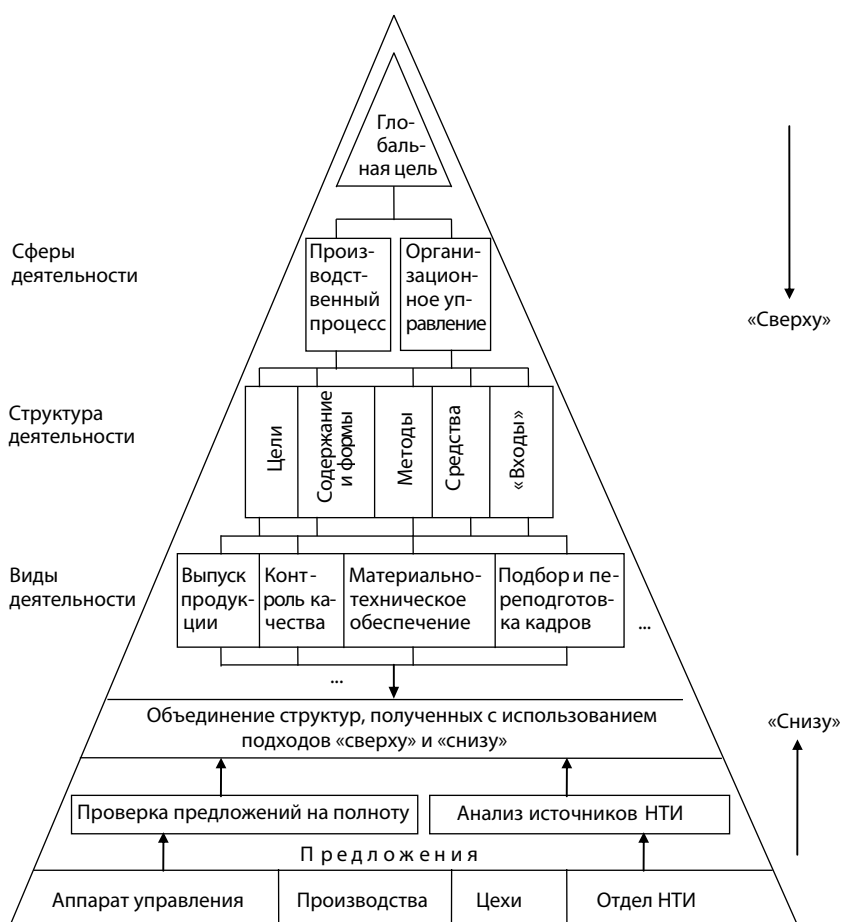 Гло-
баль-
ная цель
Сферы
деятельности
Произ-
водст-
венный
процесс
Органи-
зацион-
ное уп-
равление
«Сверху»
Структура
деятельности
Цели
Содержание
и формы
Методы
Средства
«Входы»
Виды
деятельности
Выпуск
продук-
ции
Конт-
роль ка-
чества
Материально-
техническое
обеспечение
Подбор и пе-
реподготов-
ка кадров
...
...
Объединение структур, полученных с использованием
подходов «сверху» и «снизу»
«Снизу»
Проверка предложений на полноту
Анализ источников НТИ
Предложения
Аппарат управления
Производства
Цехи
Отдел НТИ